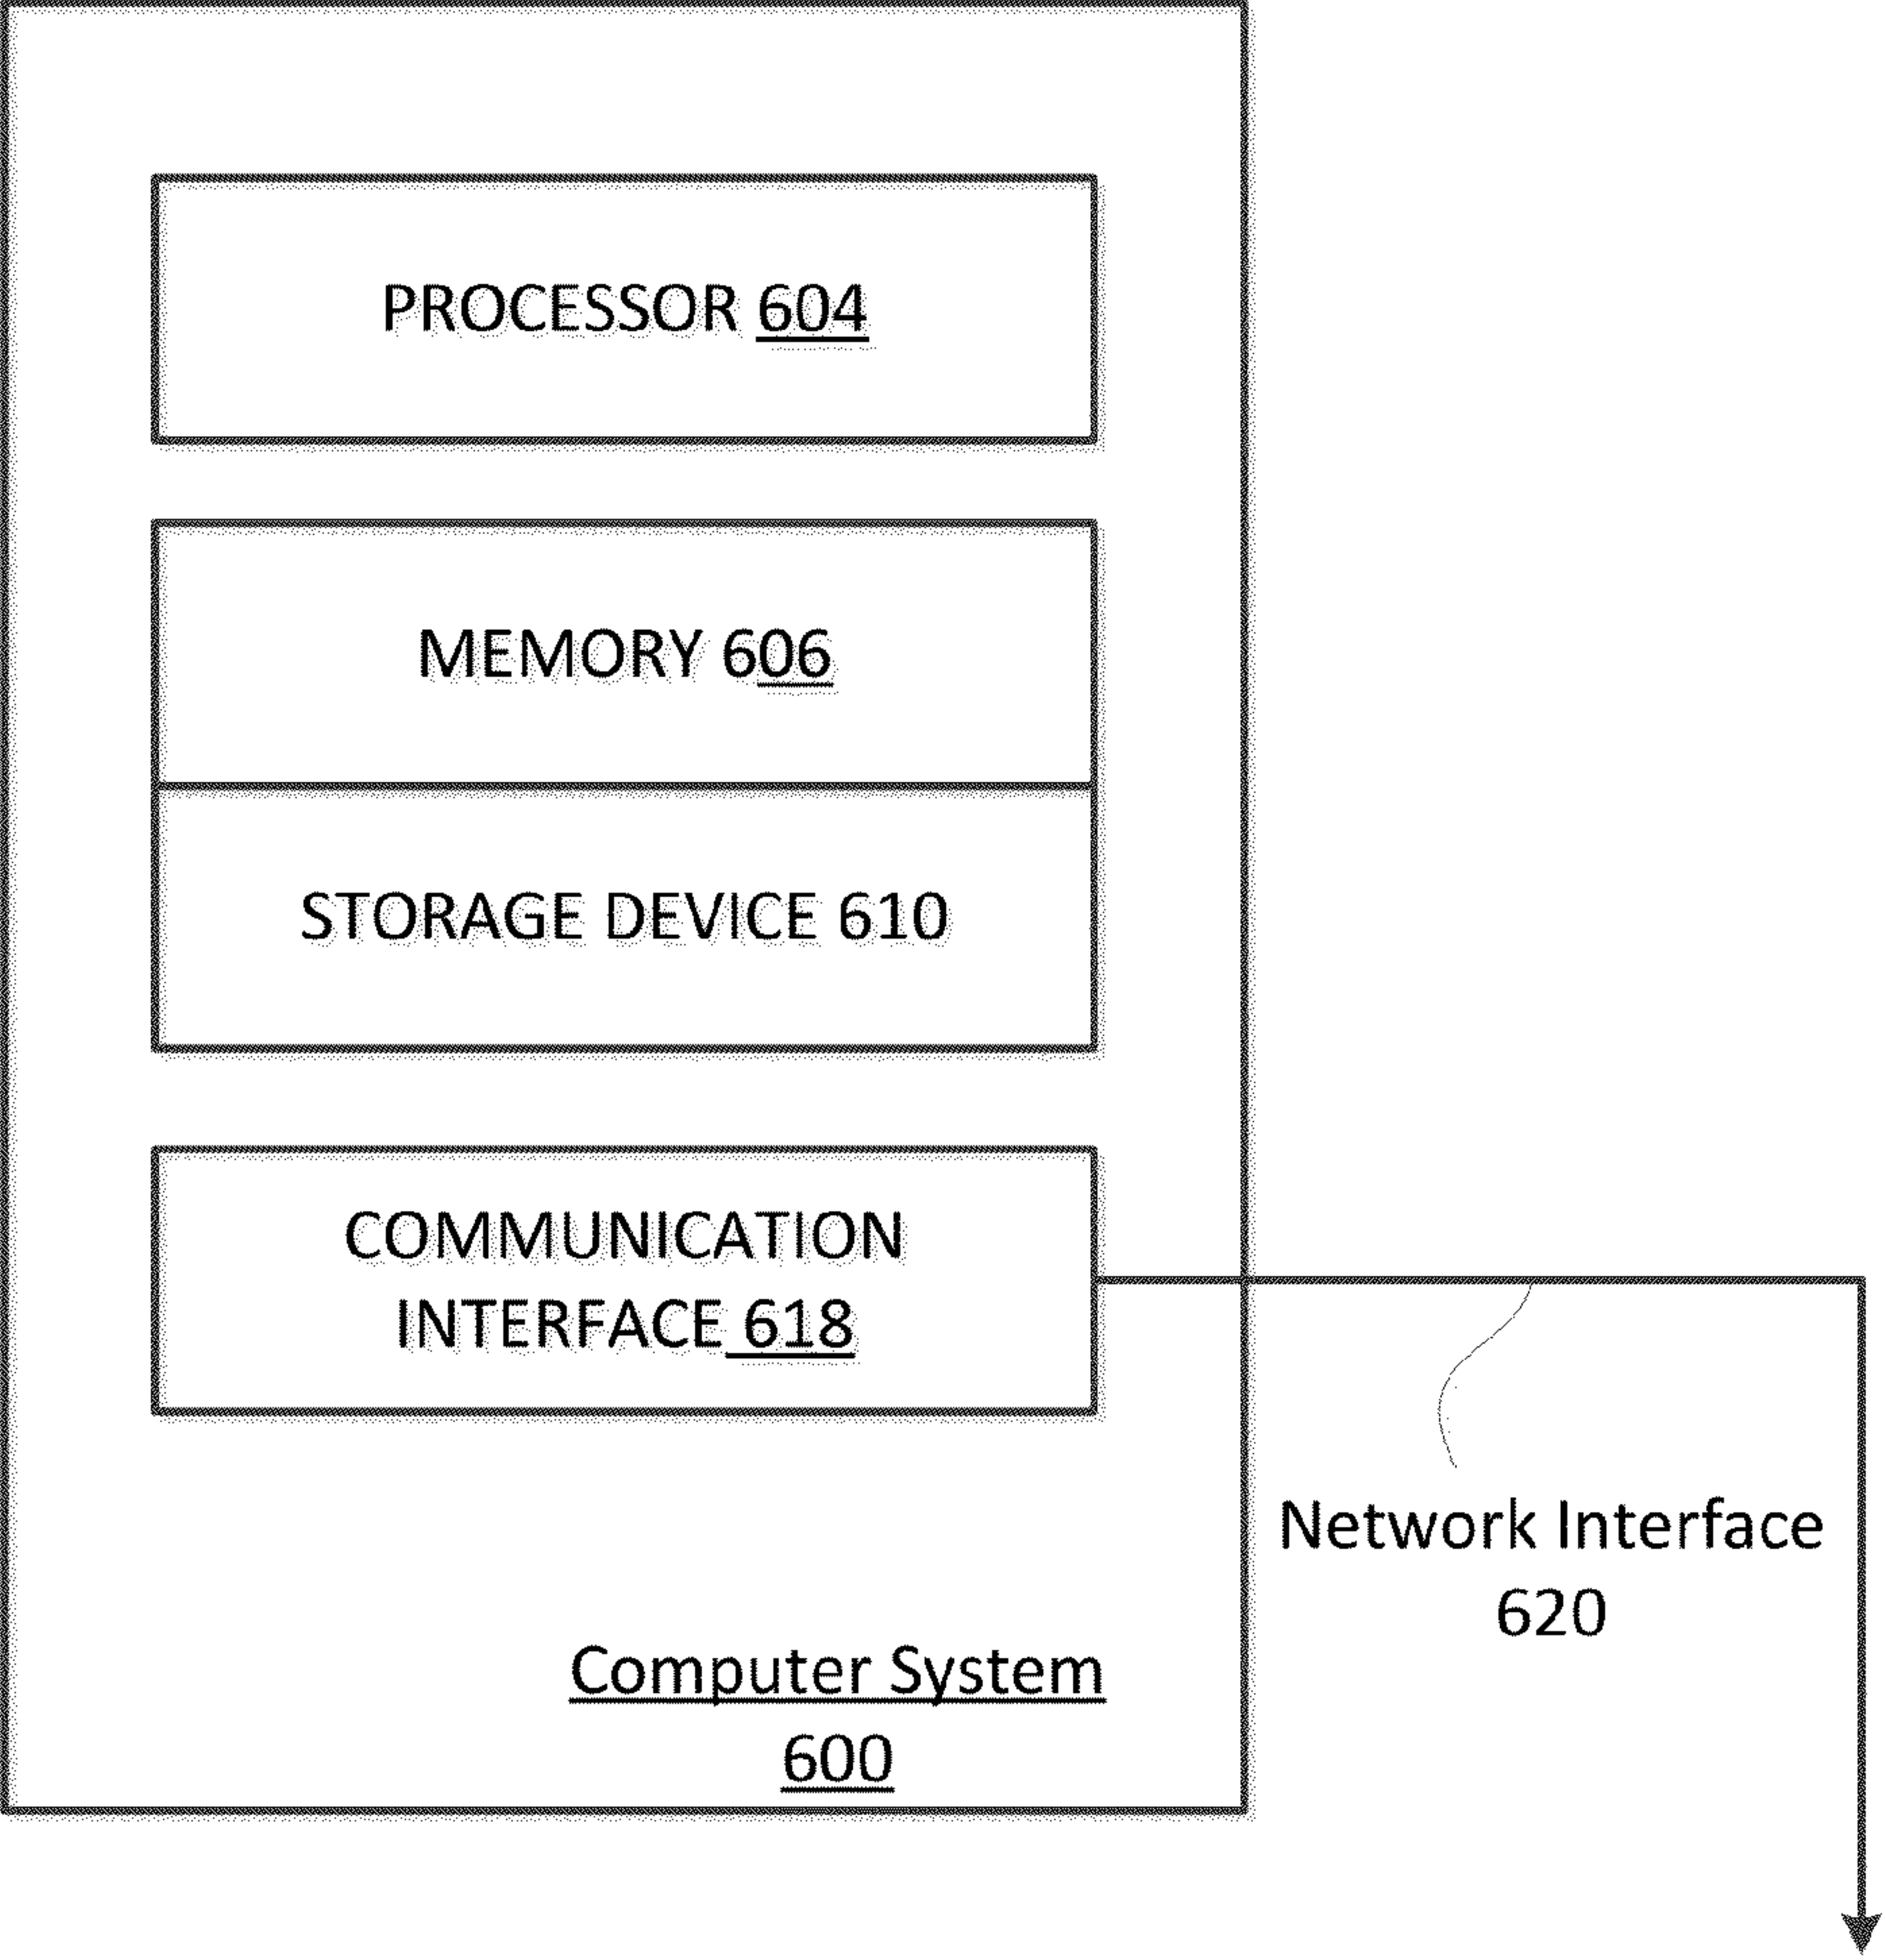 PROCESSOR 604
MEMORY 606
STORAGE DEVICE 610
COMMUNICATION
INTERFACE 618
Network Interface
620
Computer System
600